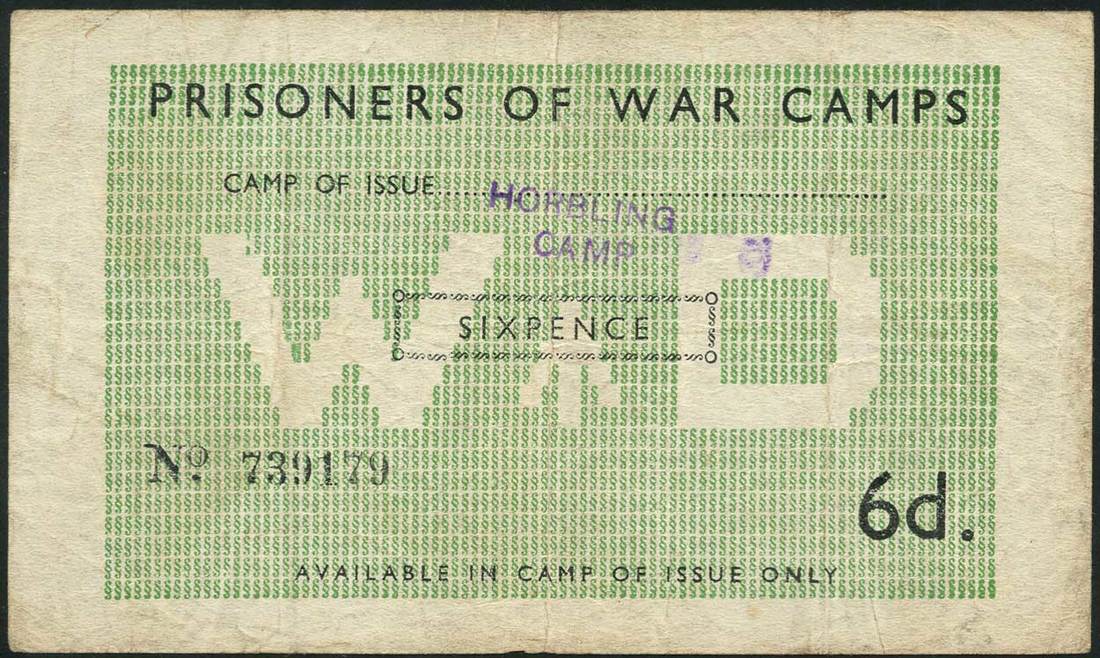 PRISONERS OF WAR CAMPS
CAMP OF ISSUE
HORBLING
CAMP
W D
SIXPENCE
No 739179
6d.
AVAILABLE IN CAMP OF ISSUE ONLY